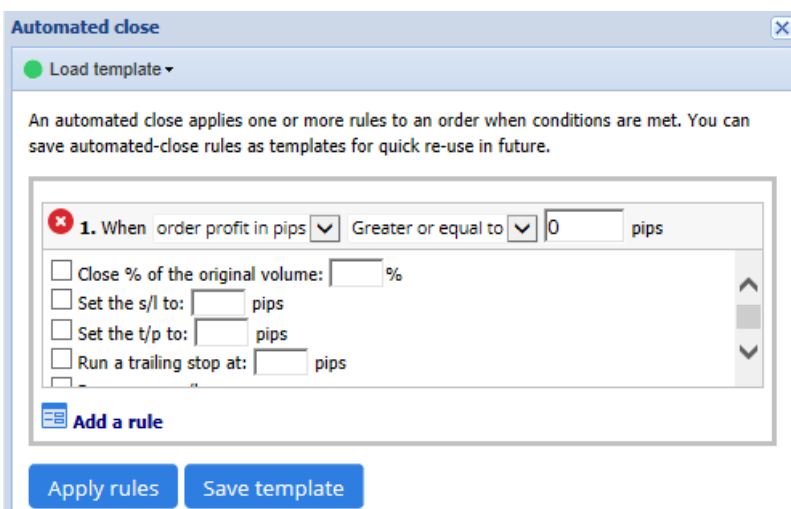 Automated close
Load template
An automated close applies one or more rules to an order when conditions are met. You can
save automated-close rules as templates for quick re-use in future.
1. When order profit in pips Greater or equal to 0 pips
Close % of the original volume: %
Set the s/l to: pips
Set the t/p to: pips
Run a trailing stop at: pips
Add a rule
Apply rules Save template